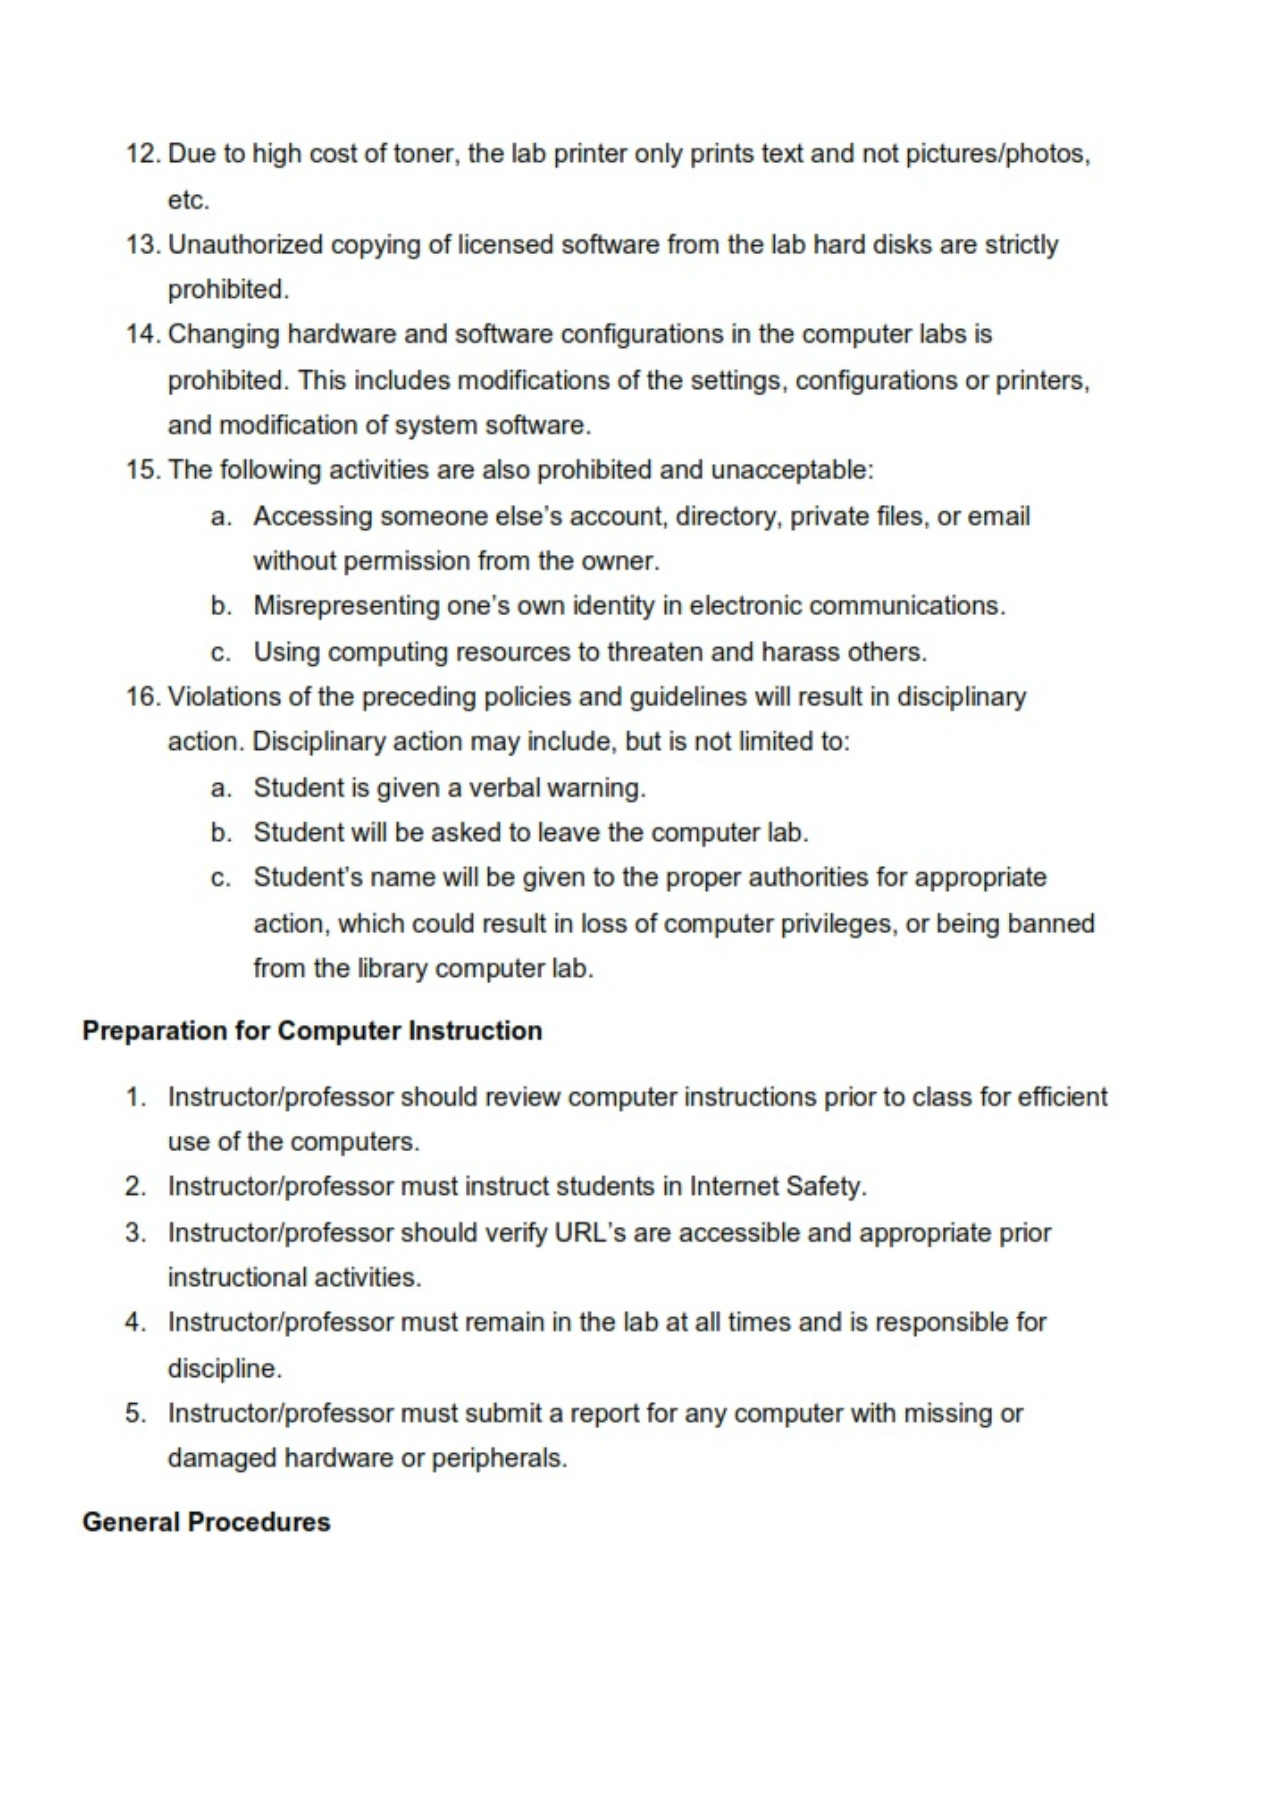 12. Due to high cost of toner, the lab printer only prints text and not pictures/photos,
etc.
13. Unauthorized copying of licensed software from the lab hard disks are strictly
prohibited.
14. Changing hardware and software configurations in the computer labs is
prohibited. This includes modifications of the settings, configurations or printers,
and modification of system software.
15. The following activities are also prohibited and unacceptable:
a. Accessing someone else’s account, directory, private files, or email
without permission from the owner.
b. Misrepresenting one’s own identity in electronic communications.
c. Using computing resources to threaten and harass others.
16. Violations of the preceding policies and guidelines will result in disciplinary
action. Disciplinary action may include, but is not limited to:
a. Student is given a verbal warning.
b. Student will be asked to leave the computer lab.
c. Student’s name will be given to the proper authorities for appropriate
action, which could result in loss of computer privileges, or being banned
from the library computer lab.
Preparation for Computer Instruction
1. Instructor/professor should review computer instructions prior to class for efficient
use of the computers.
2. Instructor/professor must instruct students in Internet Safety.
3. Instructor/professor should verify URL’s are accessible and appropriate prior
instructional activities.
4. Instructor/professor must remain in the lab at all times and is responsible for
discipline.
5. Instructor/professor must submit a report for any computer with missing or
damaged hardware or peripherals.
General Procedures